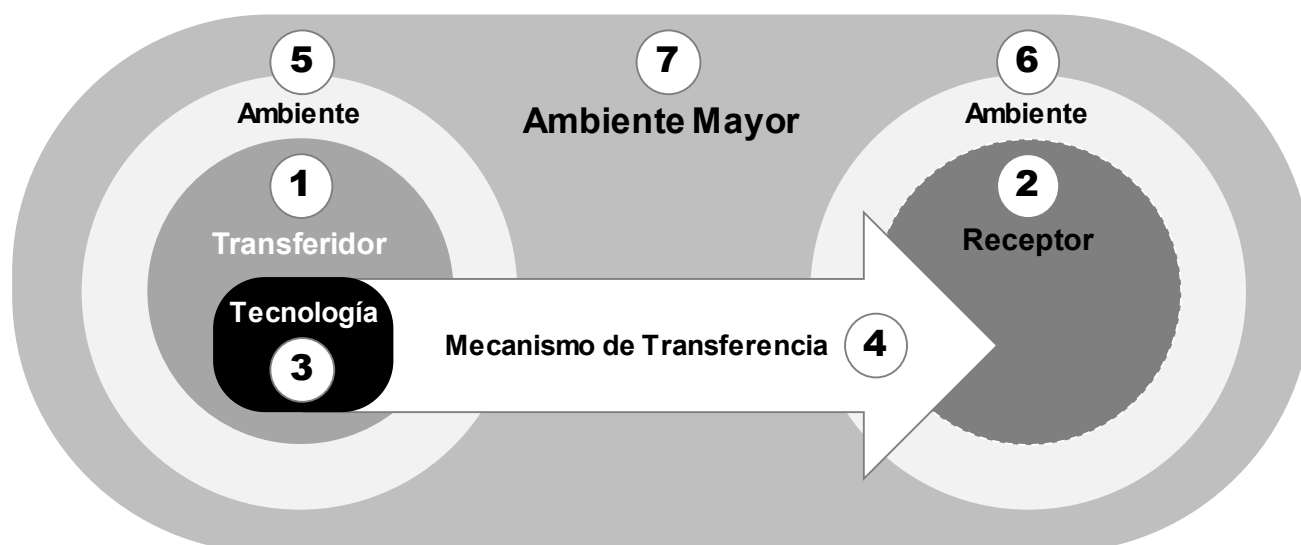 5
7
6
Ambiente
Ambiente Mayor
Ambiente
1
2
Transferidor
Receptor
Tecnología
3
Mecanismo de Transferencia
4